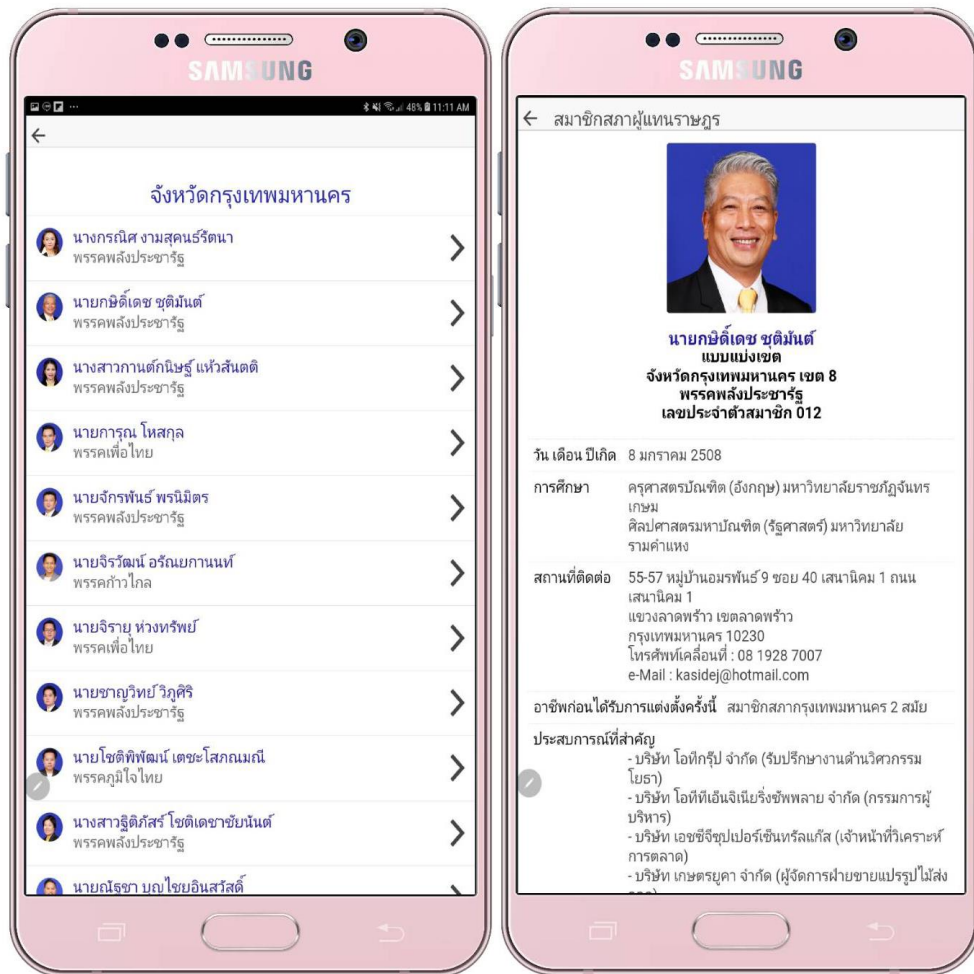 SAMSUNG
48% 11:11 AM
จังหวัดกรุงเทพมหานคร
นางกรณิศ งามสุคนธ์รัตนา
พรรคพลังประชารัฐ
นายกษิดิ์เดช ชุติมันต์
พรรคพลังประชารัฐ
นางสาวกานต์กนิษฐ์ แห้วสันตติ
พรรคพลังประชารัฐ
นายการุณ โหสกุล
พรรคเพื่อไทย
นายจักรพันธ์ พรนิมิตร
พรรคพลังประชารัฐ
นายจิรวัฒน์ อรัณยกานนท์
พรรคก้าวไกล
นายจิรายุ ห่วงทรัพย์
พรรคเพื่อไทย
นายชาญวิทย์ วิภูศิริ
พรรคพลังประชารัฐ
นายโชติพิพัฒน์ เตชะโสภณมณี
พรรคภูมิใจไทย
นางสาวฐิติภัสร์ โชติเดชาชัยนันต์
พรรคพลังประชารัฐ
นายณัฐชา บุญไชยอินสวัสดิ์
SAMSUNG
สมาชิกสภาผู้แทนราษฎร
นายกษิดิ์เดช ชุติมันต์
แบบแบ่งเขต
จังหวัดกรุงเทพมหานคร เขต 8
พรรคพลังประชารัฐ
เลขประจำตัวสมาชิก 012
วัน เดือน ปีเกิด 8 มกราคม 2508
การศึกษา ครุศาสตรบัณฑิต (อังกฤษ) มหาวิทยาลัยราชภัฏจันทร
เกษม
ศิลปศาสตรมหาบัณฑิต (รัฐศาสตร์) มหาวิทยาลัย
รามคำแหง
สถานที่ติดต่อ 55-57 หมู่บ้านอมรพันธ์ 9 ซอย 40 เสนานิคม 1 ถนน
เสนานิคม 1
แขวงลาดพร้าว เขตลาดพร้าว
กรุงเทพมหานคร 10230
โทรศัพท์เคลื่อนที่ : 08 1928 7007
e-Mail : kasidej@hotmail.com
อาชีพก่อนได้รับการแต่งตั้งครั้งนี้ สมาชิกสภากรุงเทพมหานคร 2 สมัย
ประสบการณ์ที่สำคัญ
- บริษัท โอทีกรุ๊ป จำกัด (รับปรึกษางานด้านวิศวกรรม
โยธา)
- บริษัท โอทีทีเอ็นจิเนียริ่งซัพพลาย จำกัด (กรรมการผู้
บริหาร)
- บริษัท เอชซีจีซุปเปอร์เซ็นทรัลแก๊ส (เจ้าหน้าที่วิเคราะห์
การตลาด)
- บริษัท เกษตรยูคา จำกัด (ผู้จัดการฝ่ายขายแปรรูปไม้ส่ง